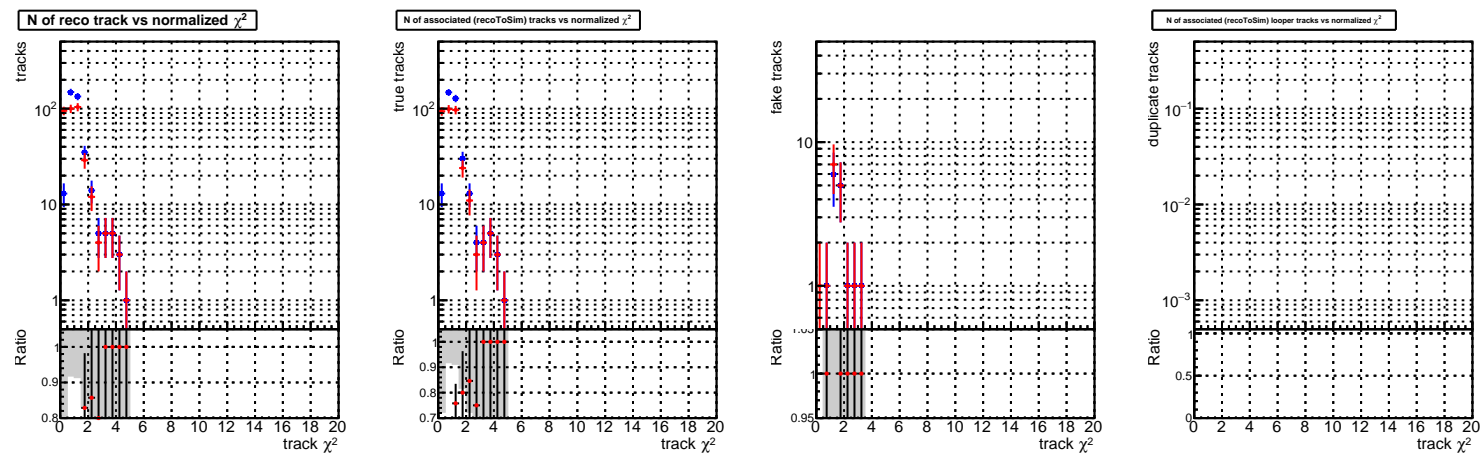 N of reco track vs normalized χ²
tracks
10²
10
1
Ratio
1
0.9
0.8
0 2 4 6 8 10 12 14 16 18 20
track χ²
N of associated (recoToSim) tracks vs normalized χ²
true tracks
10²
10
1
Ratio
1
0.9
0.8
0.7
0 2 4 6 8 10 12 14 16 18 20
track χ²
fake tracks
10
1
Ratio
1.05
1
0.95
0 2 4 6 8 10 12 14 16 18 20
track χ²
N of associated (recoToSim) looper tracks vs normalized χ²
duplicate tracks
10⁻¹
10⁻²
10⁻³
Ratio
1
0.5
0
0 2 4 6 8 10 12 14 16 18 20
track χ²